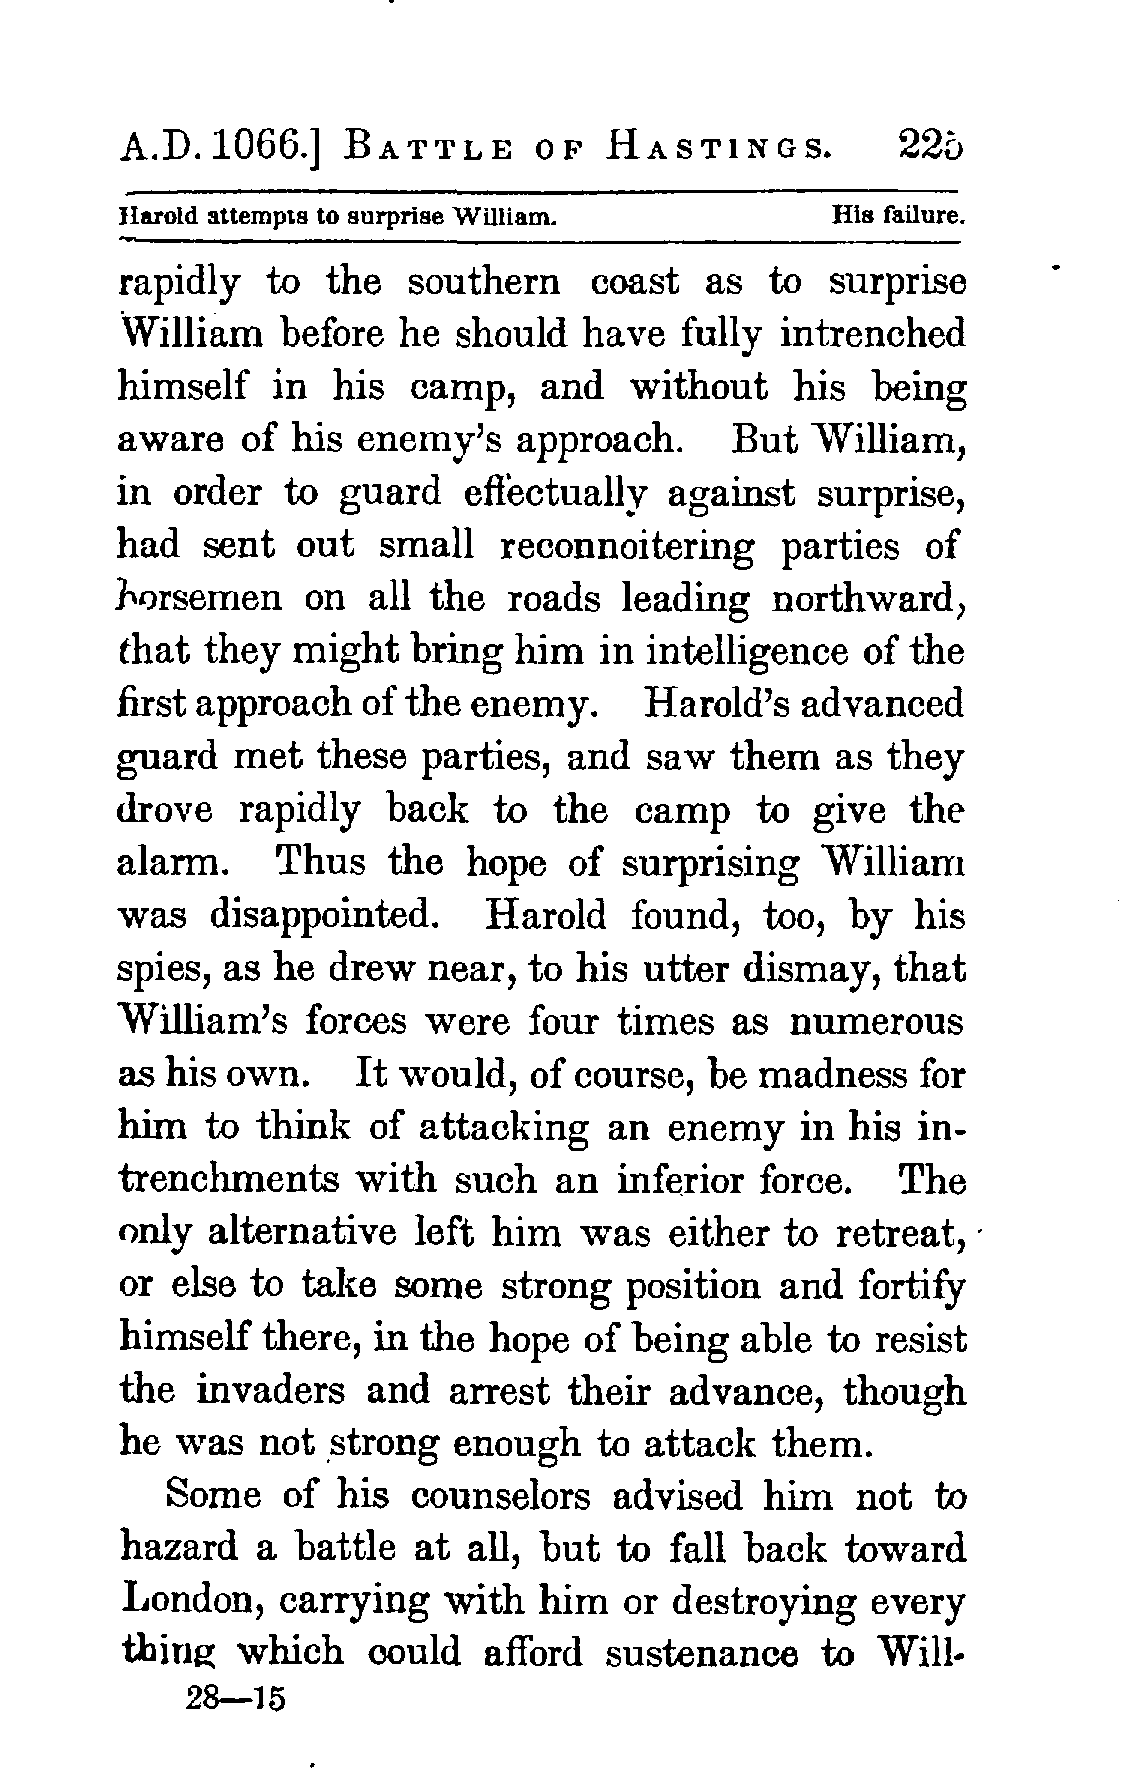 A.D. 1066.] BATTLE OF HASTINGS. 225
Harold attempts to surprise William. His failure.
rapidly to the southern coast as to surprise
William before he should have fully intrenched
himself in his camp, and without his being
aware of his enemy's approach. But William,
in order to guard effectually against surprise,
had sent out small reconnoitering parties of
horsemen on all the roads leading northward,
that they might bring him in intelligence of the
first approach of the enemy. Harold's advanced
guard met these parties, and saw them as they
drove rapidly back to the camp to give the
alarm. Thus the hope of surprising William
was disappointed. Harold found, too, by his
spies, as he drew near, to his utter dismay, that
William's forces were four times as numerous
as his own. It would, of course, be madness for
him to think of attacking an enemy in his in-
trenchments with such an inferior force. The
only alternative left him was either to retreat,
or else to take some strong position and fortify
himself there, in the hope of being able to resist
the invaders and arrest their advance, though
he was not strong enough to attack them.
Some of his counselors advised him not to
hazard a battle at all, but to fall back toward
London, carrying with him or destroying every
thing which could afford sustenance to Will-
28—15